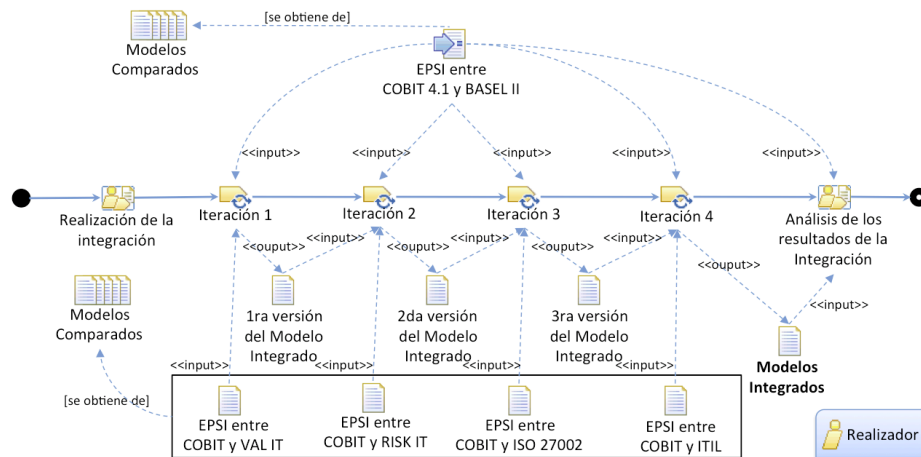 [se obtiene de]
Modelos
Comparados
EPSI entre
COBIT 4.1 y BASEL II
<<input>>
<<input>>
<<input>>
<<input>>
<<input>>
Realización de la
integración
Iteración 1
Iteración 2
Iteración 3
Iteración 4
Análisis de los
resultados de la
Integración
<<ouput>>
<<input>>
<<ouput>>
<<input>>
<<ouput>>
<<input>>
<<ouput>>
<<input>>
Modelos
Comparados
1ra versión
del Modelo
Integrado
2da versión
del Modelo
Integrado
3ra versión
del Modelo
Integrado
Modelos
Integrados
<<input>>
<<input>>
<<input>>
<<input>>
[se obtiene de]
EPSI entre
COBIT y VAL IT
EPSI entre
COBIT y RISK IT
EPSI entre
COBIT y ISO 27002
EPSI entre
COBIT y ITIL
Realizador